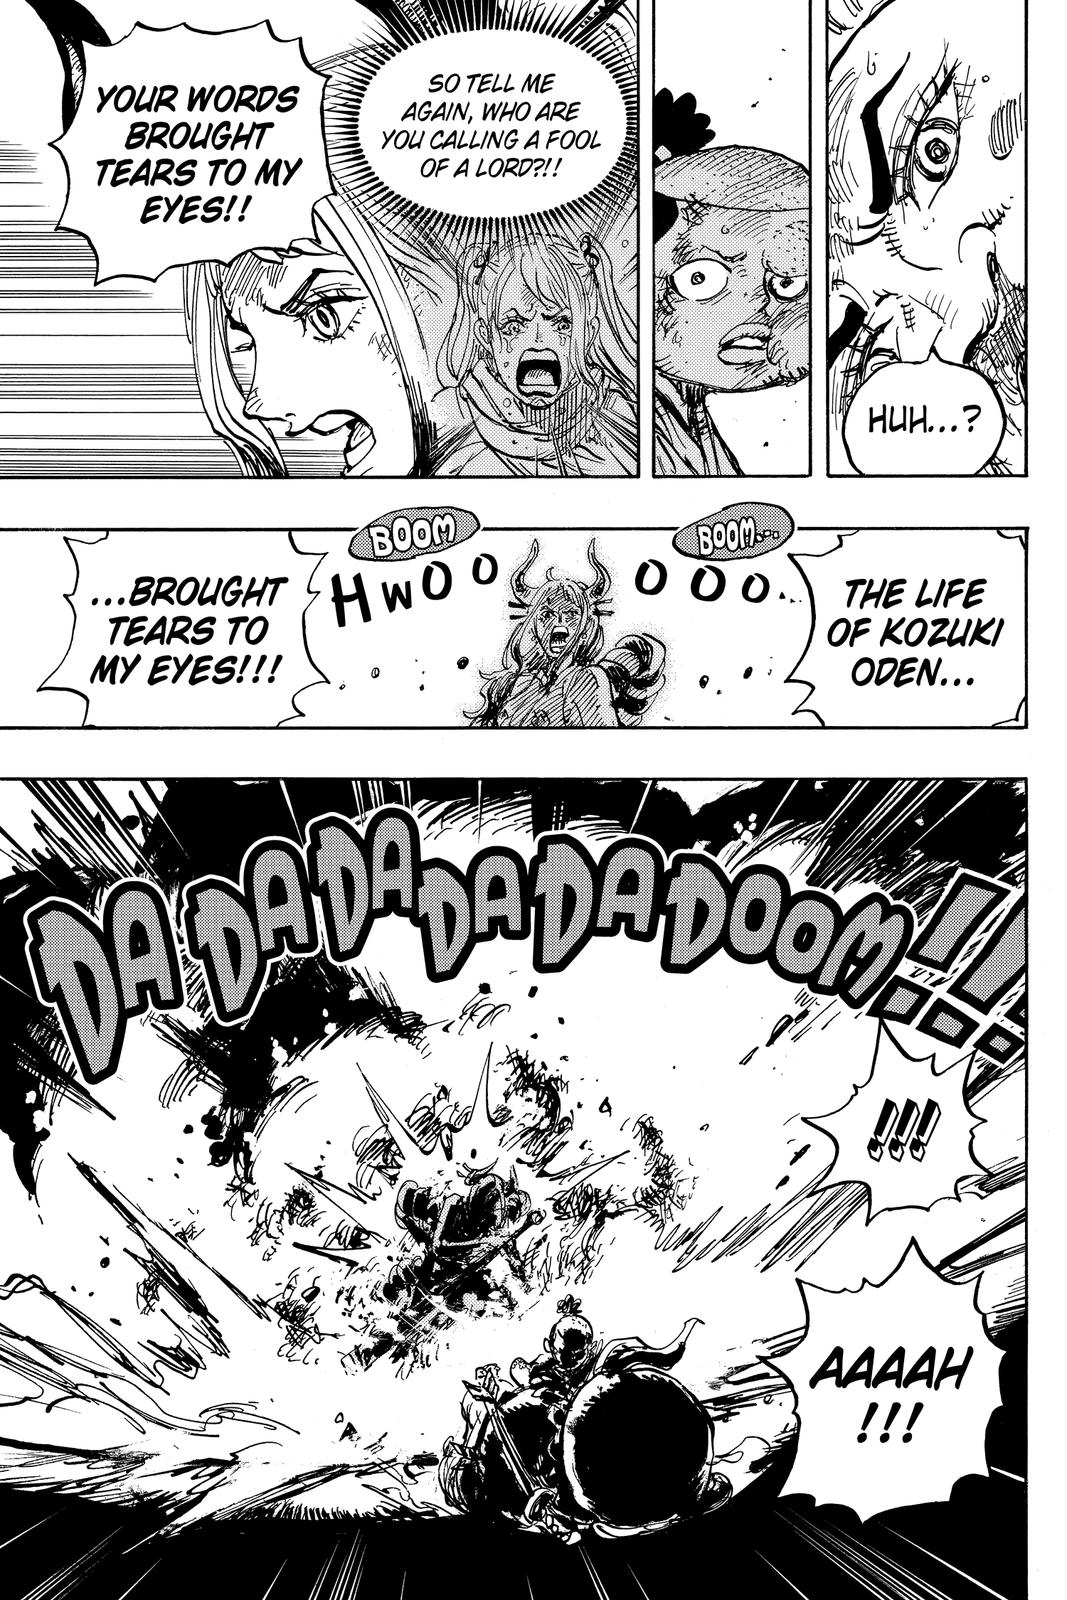 HUH...?
SO TELL ME
AGAIN, WHO ARE
YOU CALLING A FOOL
OF A LORD?!!
YOUR WORDS
BROUGHT
TEARS TO MY
EYES!!
THE LIFE
OF KOZUKI
ODEN...
BOOM...
BOOM
HWOO OOO...
...BROUGHT
TEARS TO
MY EYES!!!
DA DA DA DA DA DOOM!!!
!!!
AAAAH
!!!